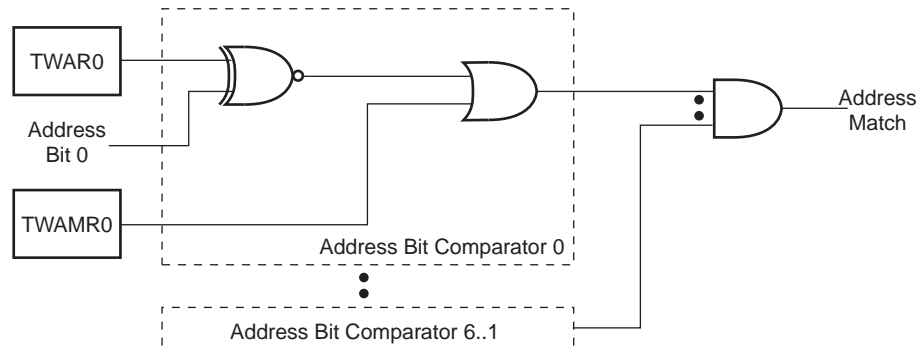 TWAR0
Address
Bit 0
TWAMR0
Address Bit Comparator 0
Address
Match
Address Bit Comparator 6..1